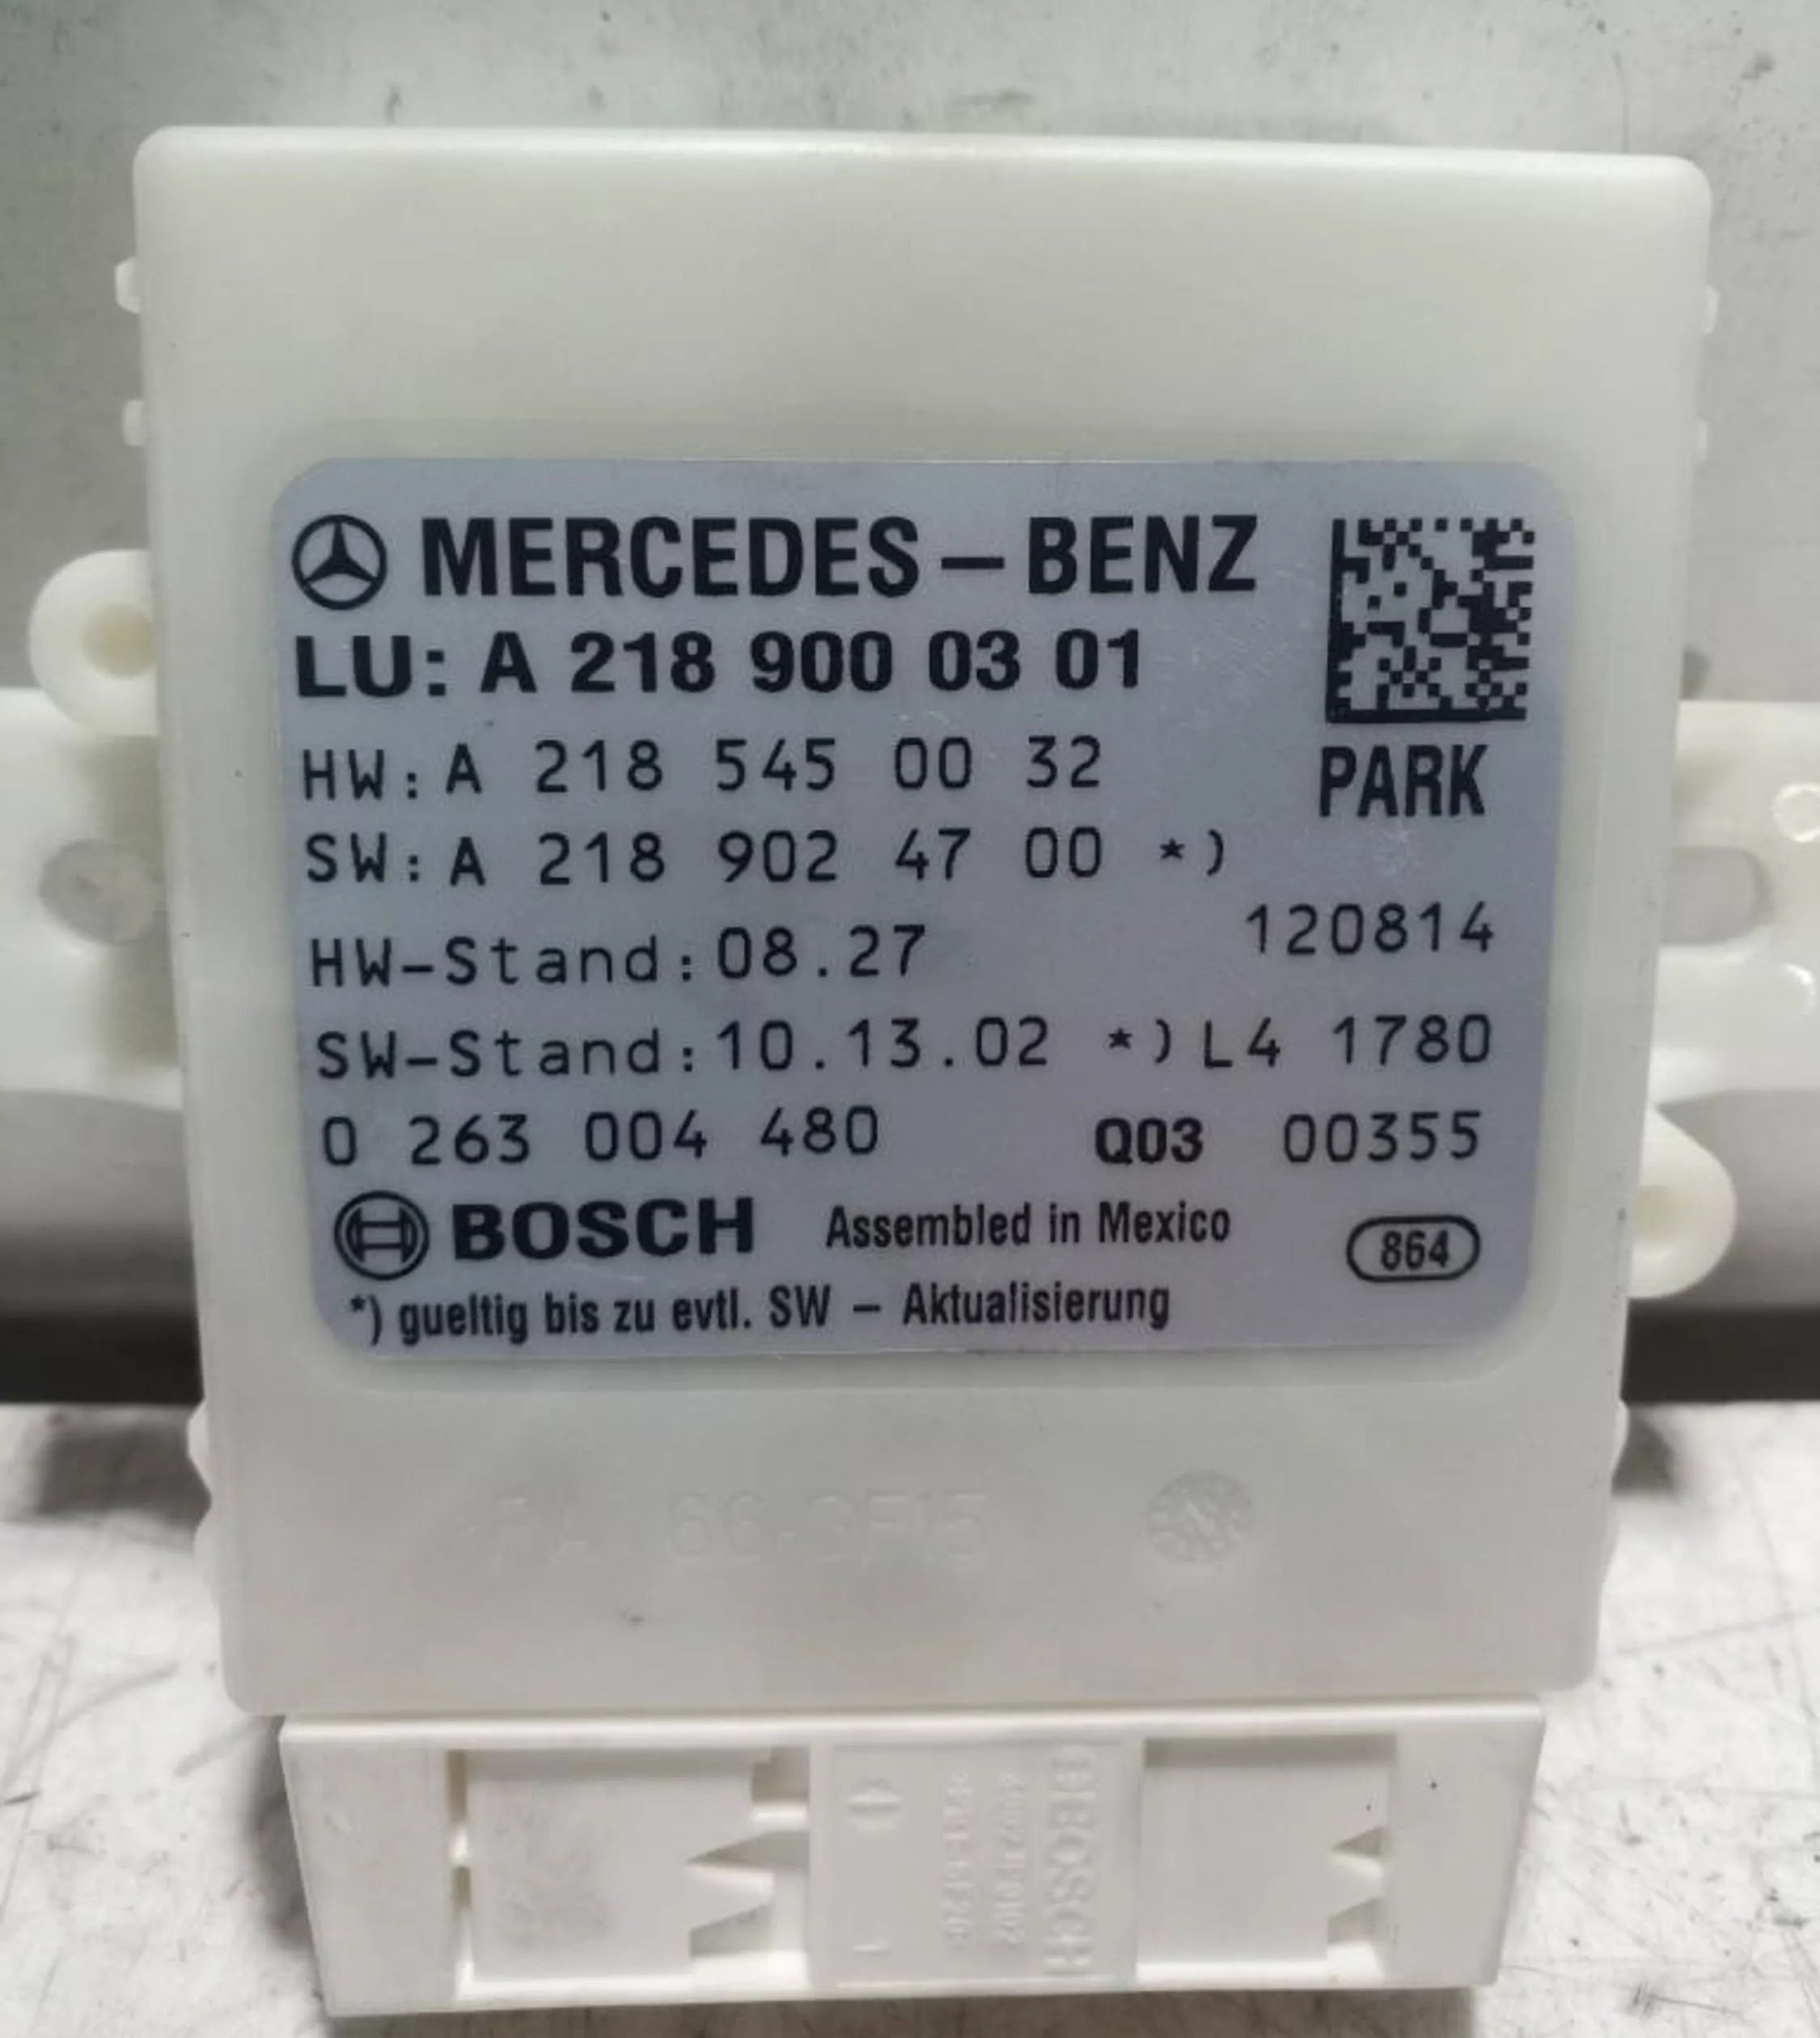 MERCEDES-BENZ
LU: A 218 900 03 01
HW: A 218 545 00 32
PARK
SW: A 218 902 47 00 *)
120814
HW-Stand: 08.27
SW-Stand: 10.13.02 *) L4 1780
0 263 004 480 Q03 00355
BOSCH Assembled in Mexico 864
*) gueltig bis zu evtl. SW – Aktualisierung
BOSCH